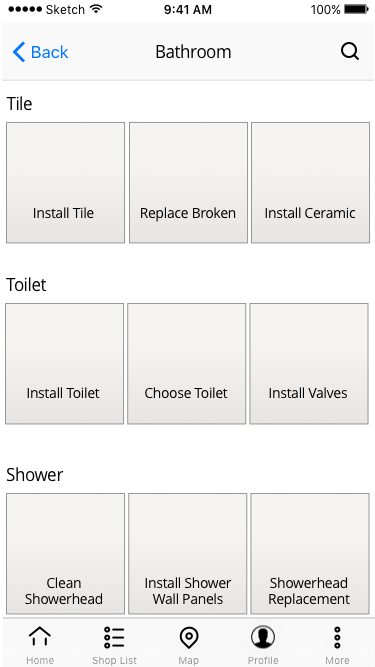 Sketch 9:41 AM 100%
Back Bathroom
Tile
Install Tile Replace Broken Install Ceramic
Toilet
Install Toilet Choose Toilet Install Valves
Shower
Clean Install Shower Showerhead
Showerhead Wall Panels Replacement
Home Shop List Map Profile More